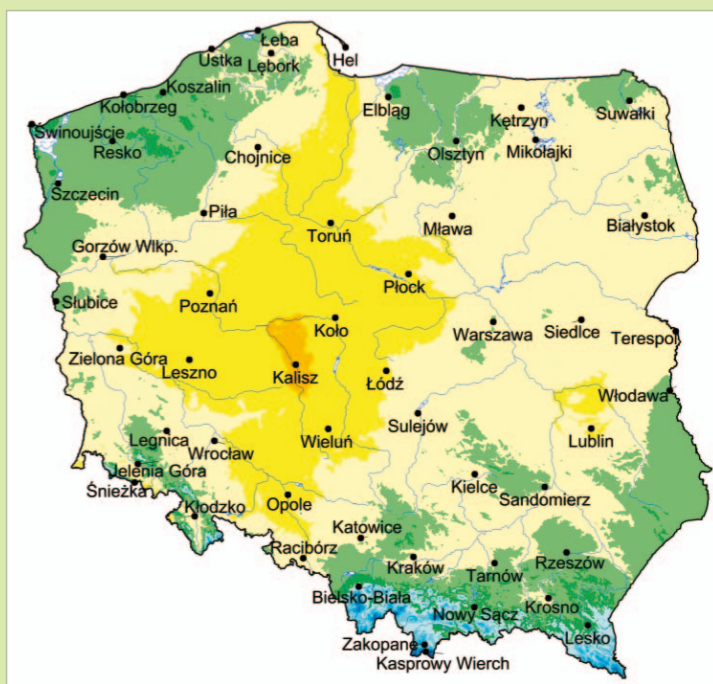 Łeba
Ustka
Lębork
Hel
Koszalin
Kołobrzeg
Elbląg
Kętrzyn
Suwałki
Świnoujście
Resko
Chojnice
Olsztyn
Mikołajki
Szczecin
Piła
Toruń
Mława
Białystok
Gorzów Wlkp.
Płock
Słubice
Poznań
Koło
Warszawa
Siedlce
Terespol
Zielona Góra
Leszno
Kalisz
Łódź
Włodawa
Sulejów
Legnica
Wrocław
Wieluń
Lublin
Jelenia Góra
Śnieżka
Kielce
Sandomierz
Kłodzko
Opole
Katowice
Racibórz
Kraków
Tarnów
Rzeszów
Bielsko-Biała
Nowy Sącz
Krosno
Lesko
Zakopane
Kasprowy Wierch